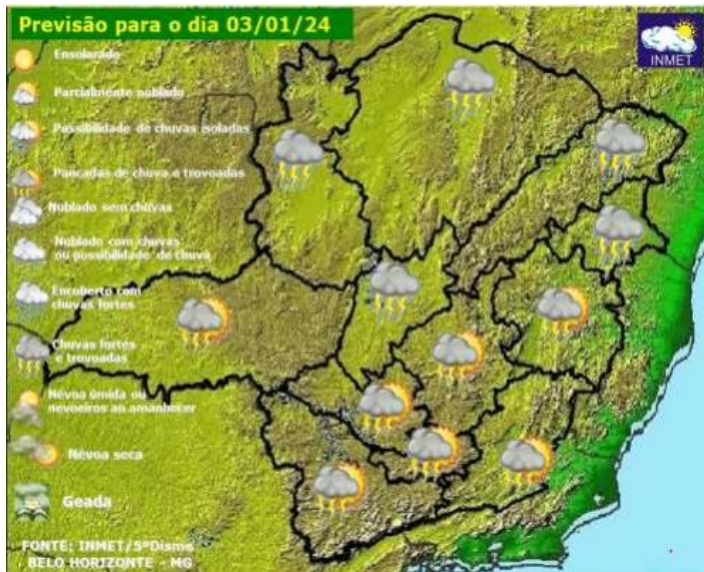 Previsão para o dia 03/01/24
INMET
Ensolarado
Parcialmente nublado
Possibilidade de chuvas isoladas
Pancadas de chuva e trovoadas
Nublado sem chuvas
Nublado com chuvas
ou possibilidade de chuva
Encoberto com
chuvas fortes
Chuvas fortes
e trovoadas
Névoa úmida ou
nevoeiros ao amanhecer
Névoa seca
Geada
FONTE: INMET/5ºDisme
BELO HORIZONTE - MG